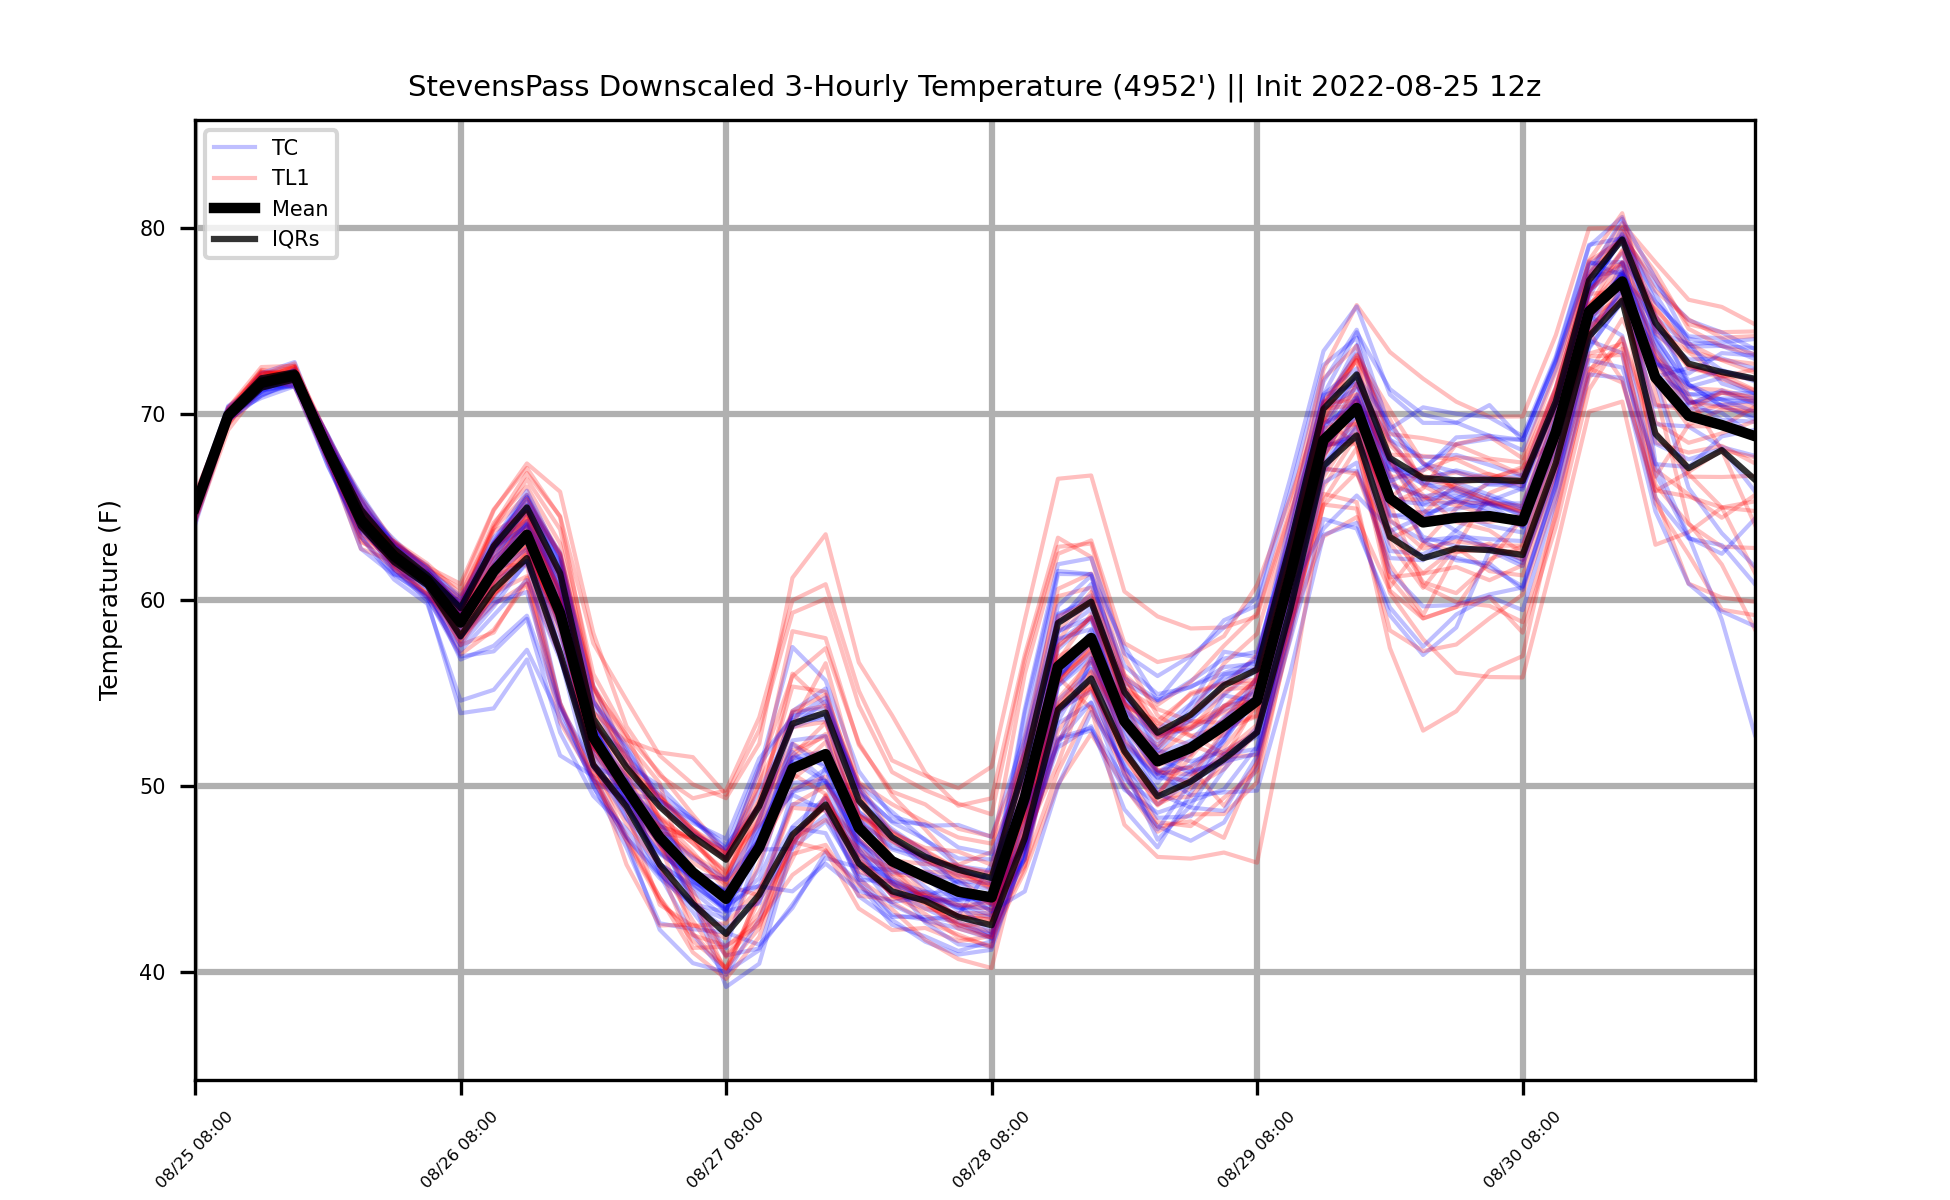 StevensPass Downscaled 3-Hourly Temperature (4952') || Init 2022-08-25 12z
TC
TL1
Mean
IQRs
Temperature (F)
80
70
60
50
40
08/25 08:00
08/26 08:00
08/27 08:00
08/28 08:00
08/29 08:00
08/30 08:00